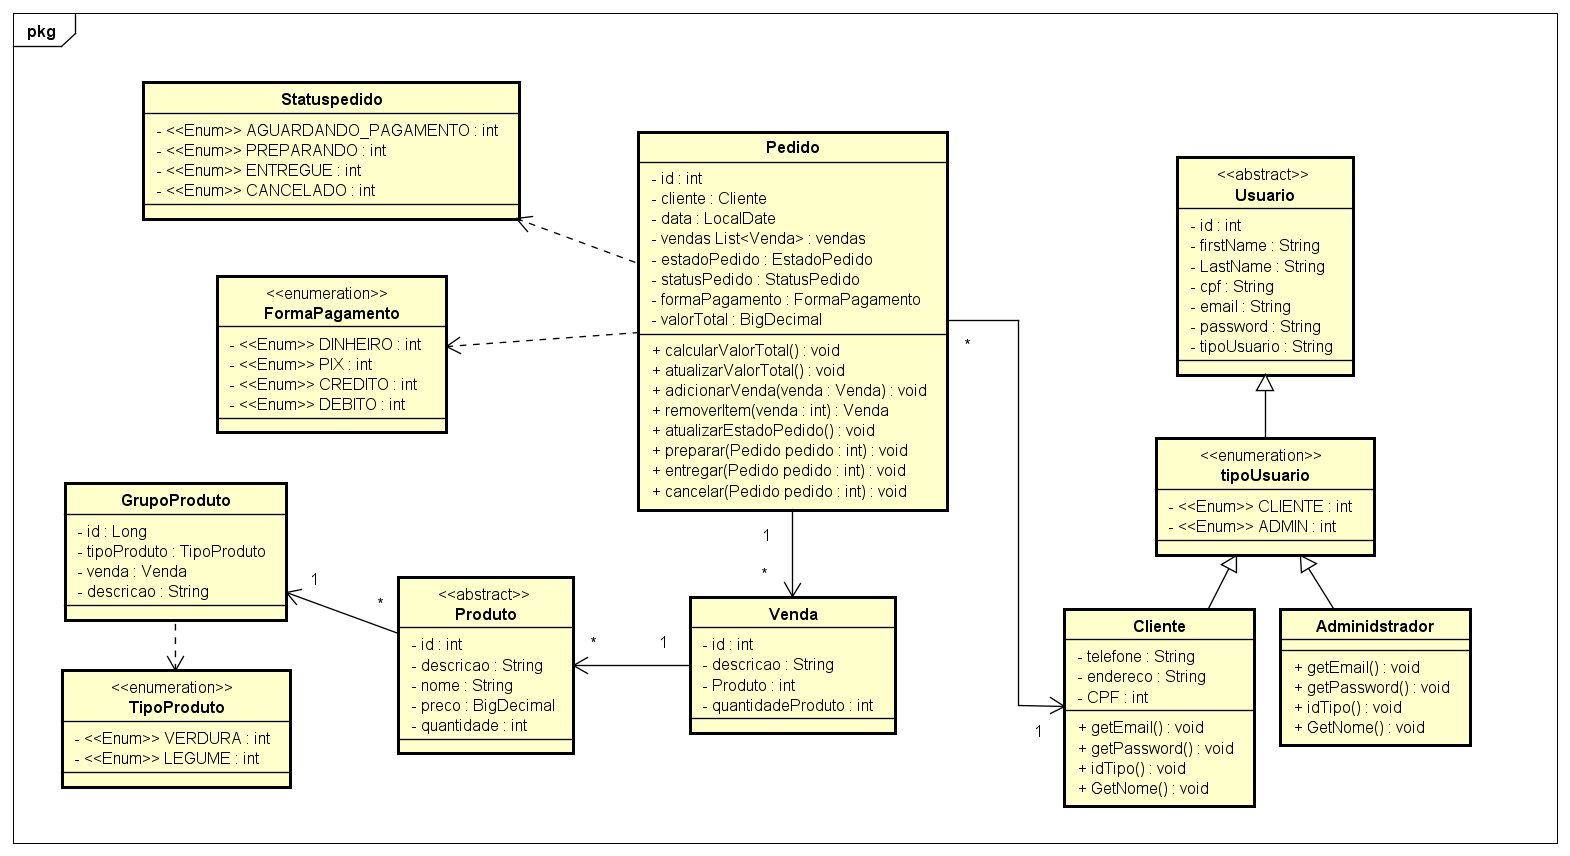 pkg
Statuspedido
- <<Enum>> AGUARDANDO_PAGAMENTO : int
- <<Enum>> PREPARANDO : int
- <<Enum>> ENTREGUE : int
- <<Enum>> CANCELADO : int
<<enumeration>>
FormaPagamento
- <<Enum>> DINHEIRO : int
- <<Enum>> PIX : int
- <<Enum>> CREDITO : int
- <<Enum>> DEBITO : int
Pedido
- id : int
- cliente : Cliente
- data : LocalDate
- vendas List<Venda> : vendas
- estadoPedido : EstadoPedido
- statusPedido : StatusPedido
- formaPagamento : FormaPagamento
- valorTotal : BigDecimal
+ calcularValorTotal() : void
+ atualizarValorTotal() : void
+ adicionarVenda(venda : Venda) : void
+ removerItem(venda : int) : Venda
+ atualizarEstadoPedido() : void
+ preparar(Pedido pedido : int) : void
+ entregar(Pedido pedido : int) : void
+ cancelar(Pedido pedido : int) : void
*
1
1
*
<<abstract>>
Usuario
- id : int
- firstName : String
- LastName : String
- cpf : String
- email : String
- password : String
- tipoUsuario : String
<<enumeration>>
tipoUsuario
- <<Enum>> CLIENTE : int
- <<Enum>> ADMIN : int
GrupoProduto
- id : Long
- tipoProduto : TipoProduto
- venda : Venda
- descricao : String
1
*
<<enumeration>>
TipoProduto
- <<Enum>> VERDURA : int
- <<Enum>> LEGUME : int
<<abstract>>
Produto
- id : int
- descricao : String
- nome : String
- preco : BigDecimal
- quantidade : int
*
1
Venda
- id : int
- descricao : String
- Produto : int
- quantidadeProduto : int
Cliente
- telefone : String
- endereco : String
- CPF : int
+ getEmail() : void
+ getPassword() : void
+ idTipo() : void
+ GetNome() : void
Adminidstrador
+ getEmail() : void
+ getPassword() : void
+ idTipo() : void
+ GetNome() : void